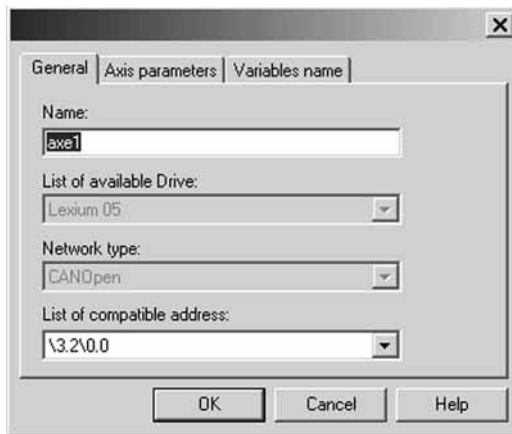 General
Axis parameters
Variables name
Name:
axe1
List of available Drive:
Lexium 05
Network type:
CANOpen
List of compatible address:
\3.2\0.0
OK
Cancel
Help